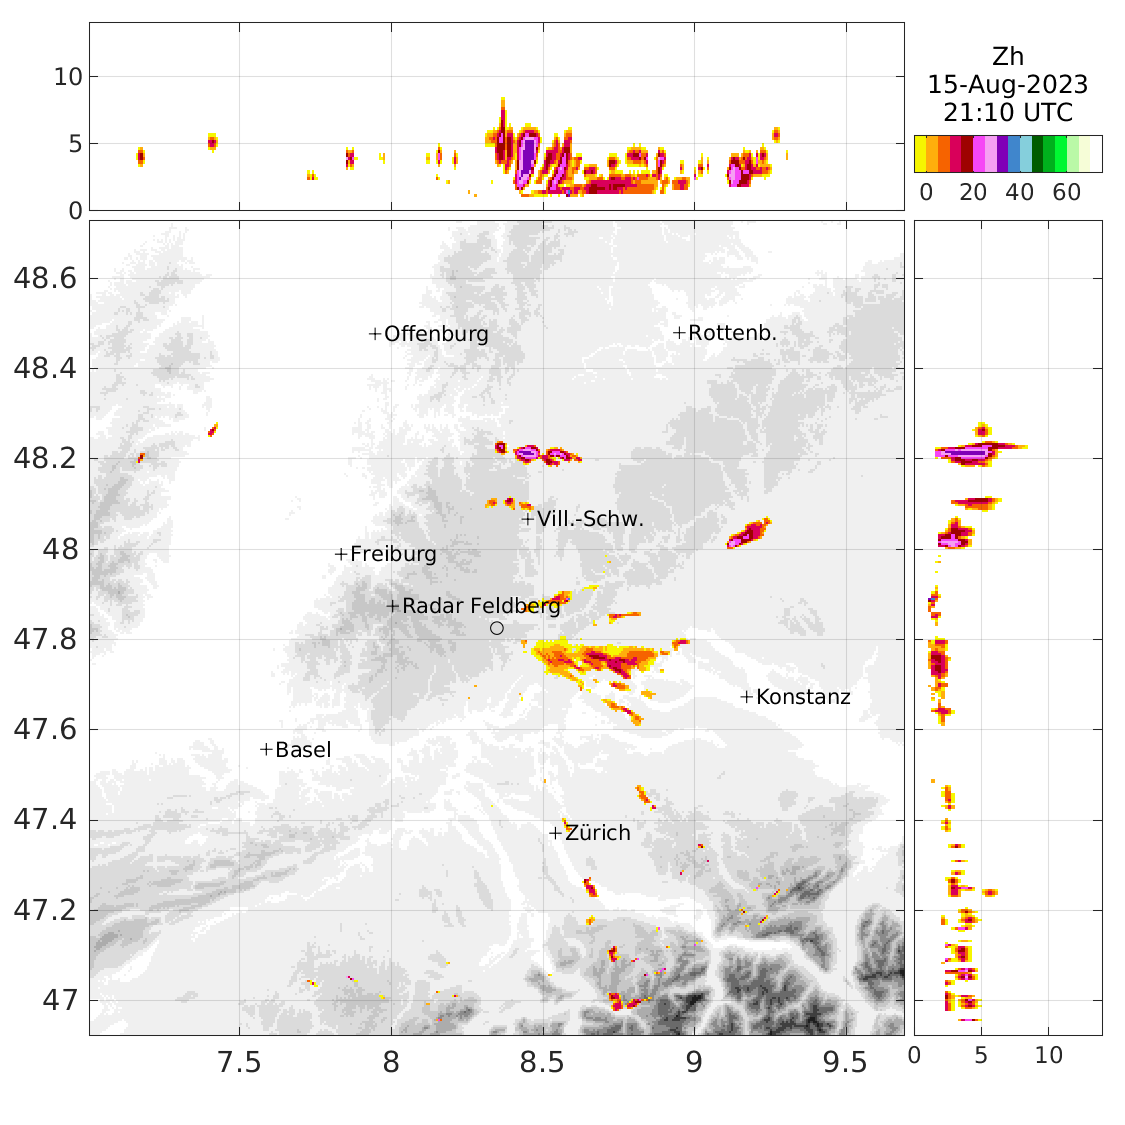 Zh
15-Aug-2023
21:10 UTC
0 20 40 60
10
5
0
48.6
48.4
48.2
48
47.8
47.6
47.4
47.2
47
+Offenburg
+Rottenb.
+Vill.-Schw.
+Freiburg
+Radar Feldberg
+Konstanz
+Basel
+Zürich
7.5 8 8.5 9 9.5
0 5 10